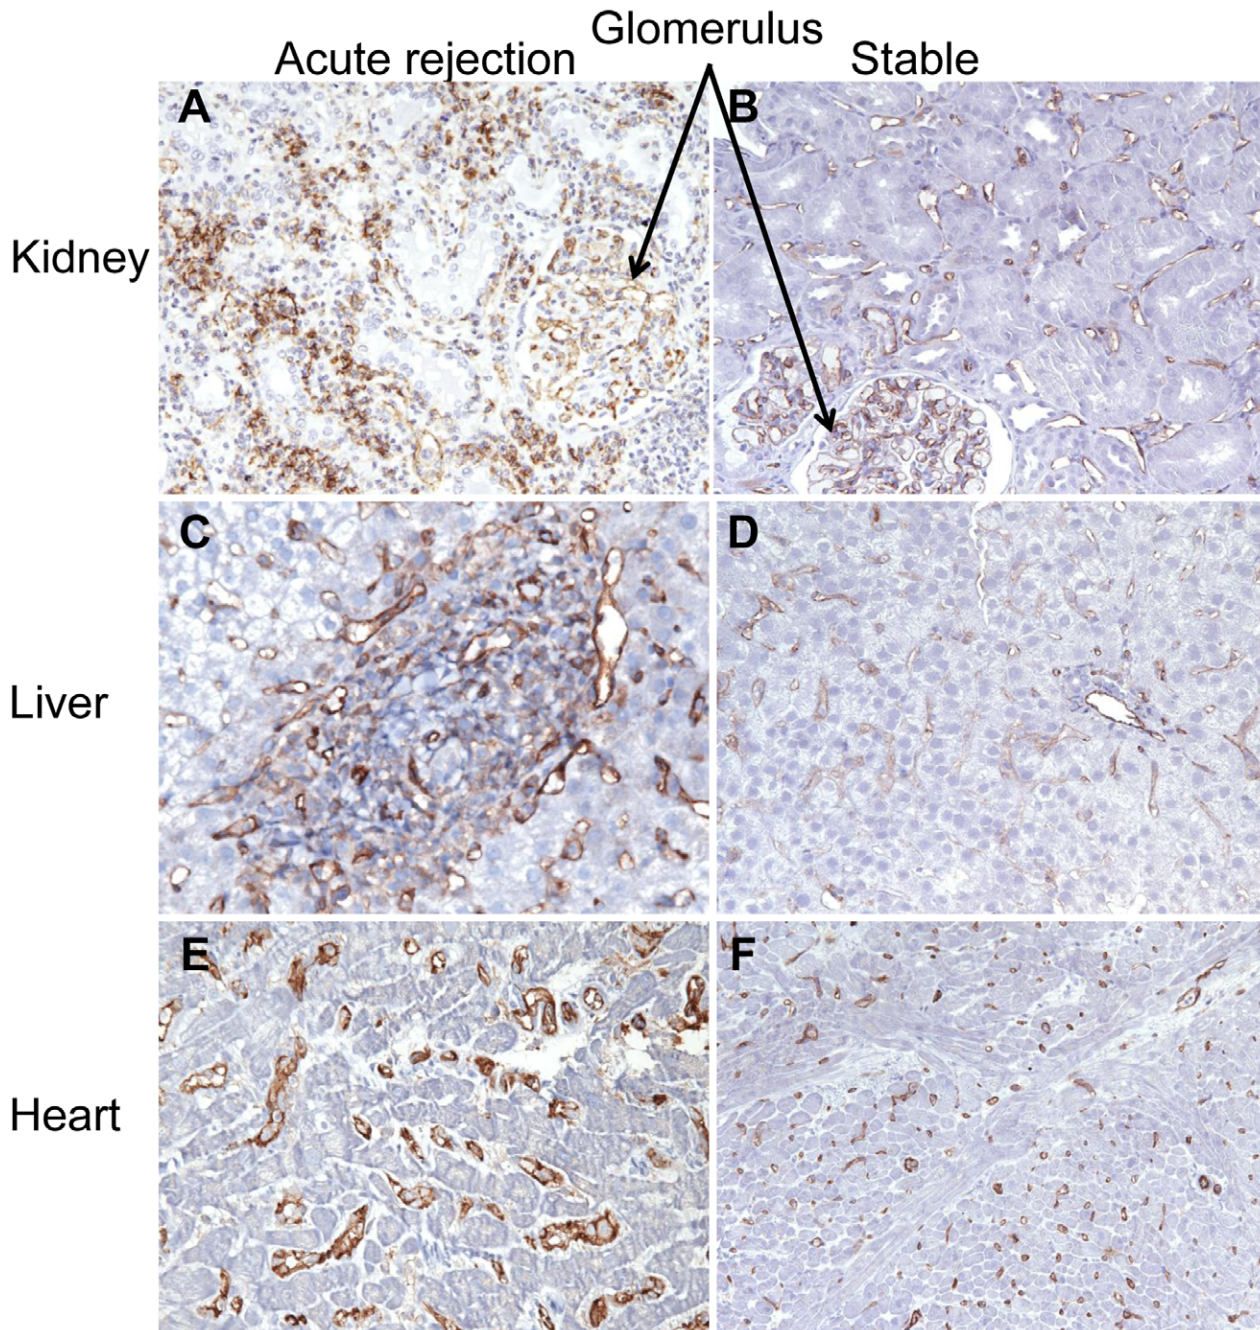 Glomerulus
Acute rejection
Stable
A
B
Kidney
C
D
Liver
E
F
Heart